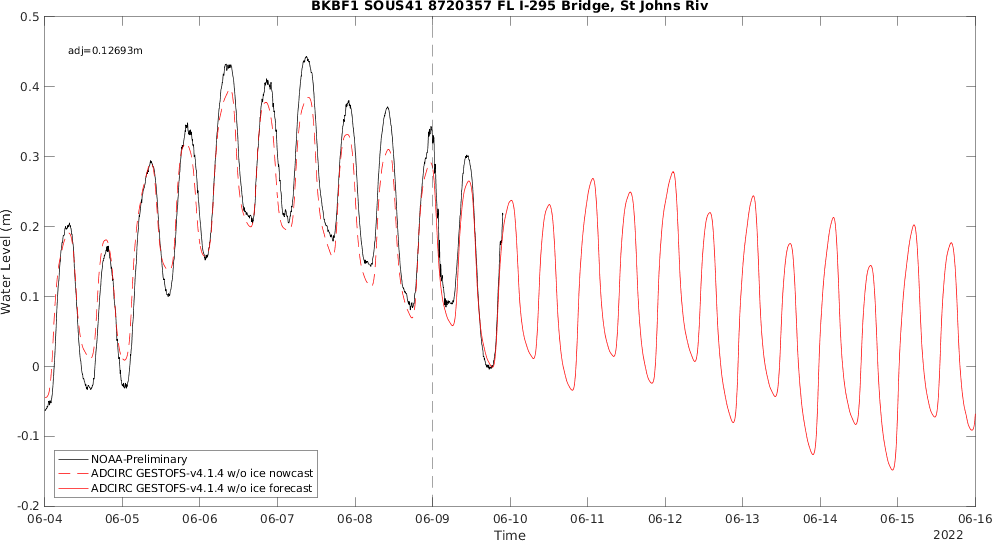 BKBF1 SOUS41 8720357 FL I-295 Bridge, St Johns Riv
adj=0.12693m
0.5
0.4
0.3
0.2
0.1
0
-0.1
-0.2
Water Level (m)
NOAA-Preliminary
ADCIRC GESTOFS-v4.1.4 w/o ice nowcast
ADCIRC GESTOFS-v4.1.4 w/o ice forecast
06-04 06-05 06-06 06-07 06-08 06-09 06-10 06-11 06-12 06-13 06-14 06-15 06-16
Time
2022